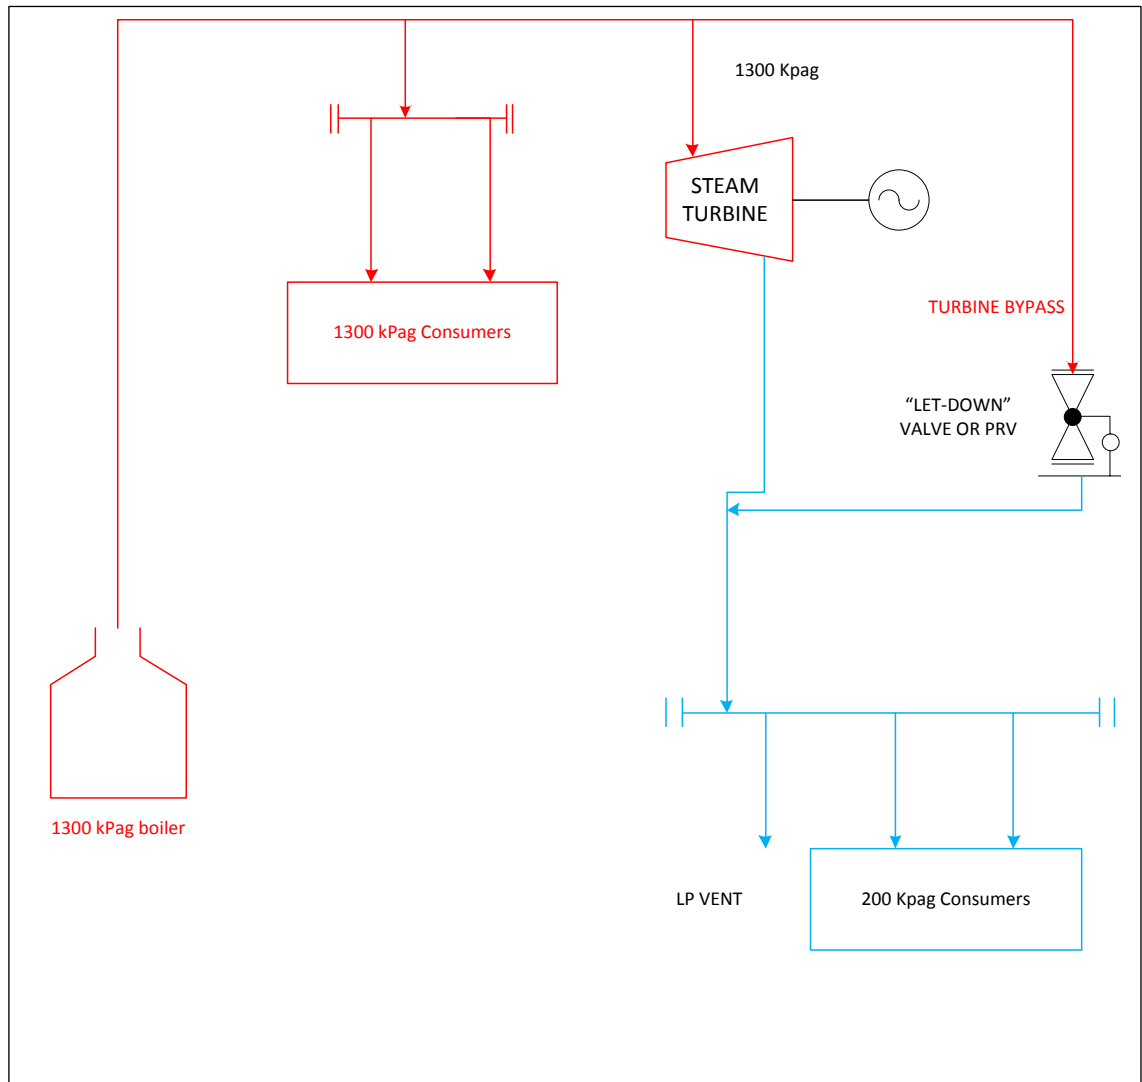 1300 Kpag
STEAM
TURBINE
TURBINE BYPASS
1300 kPag Consumers
“LET-DOWN”
VALVE OR PRV
1300 kPag boiler
LP VENT
200 Kpag Consumers